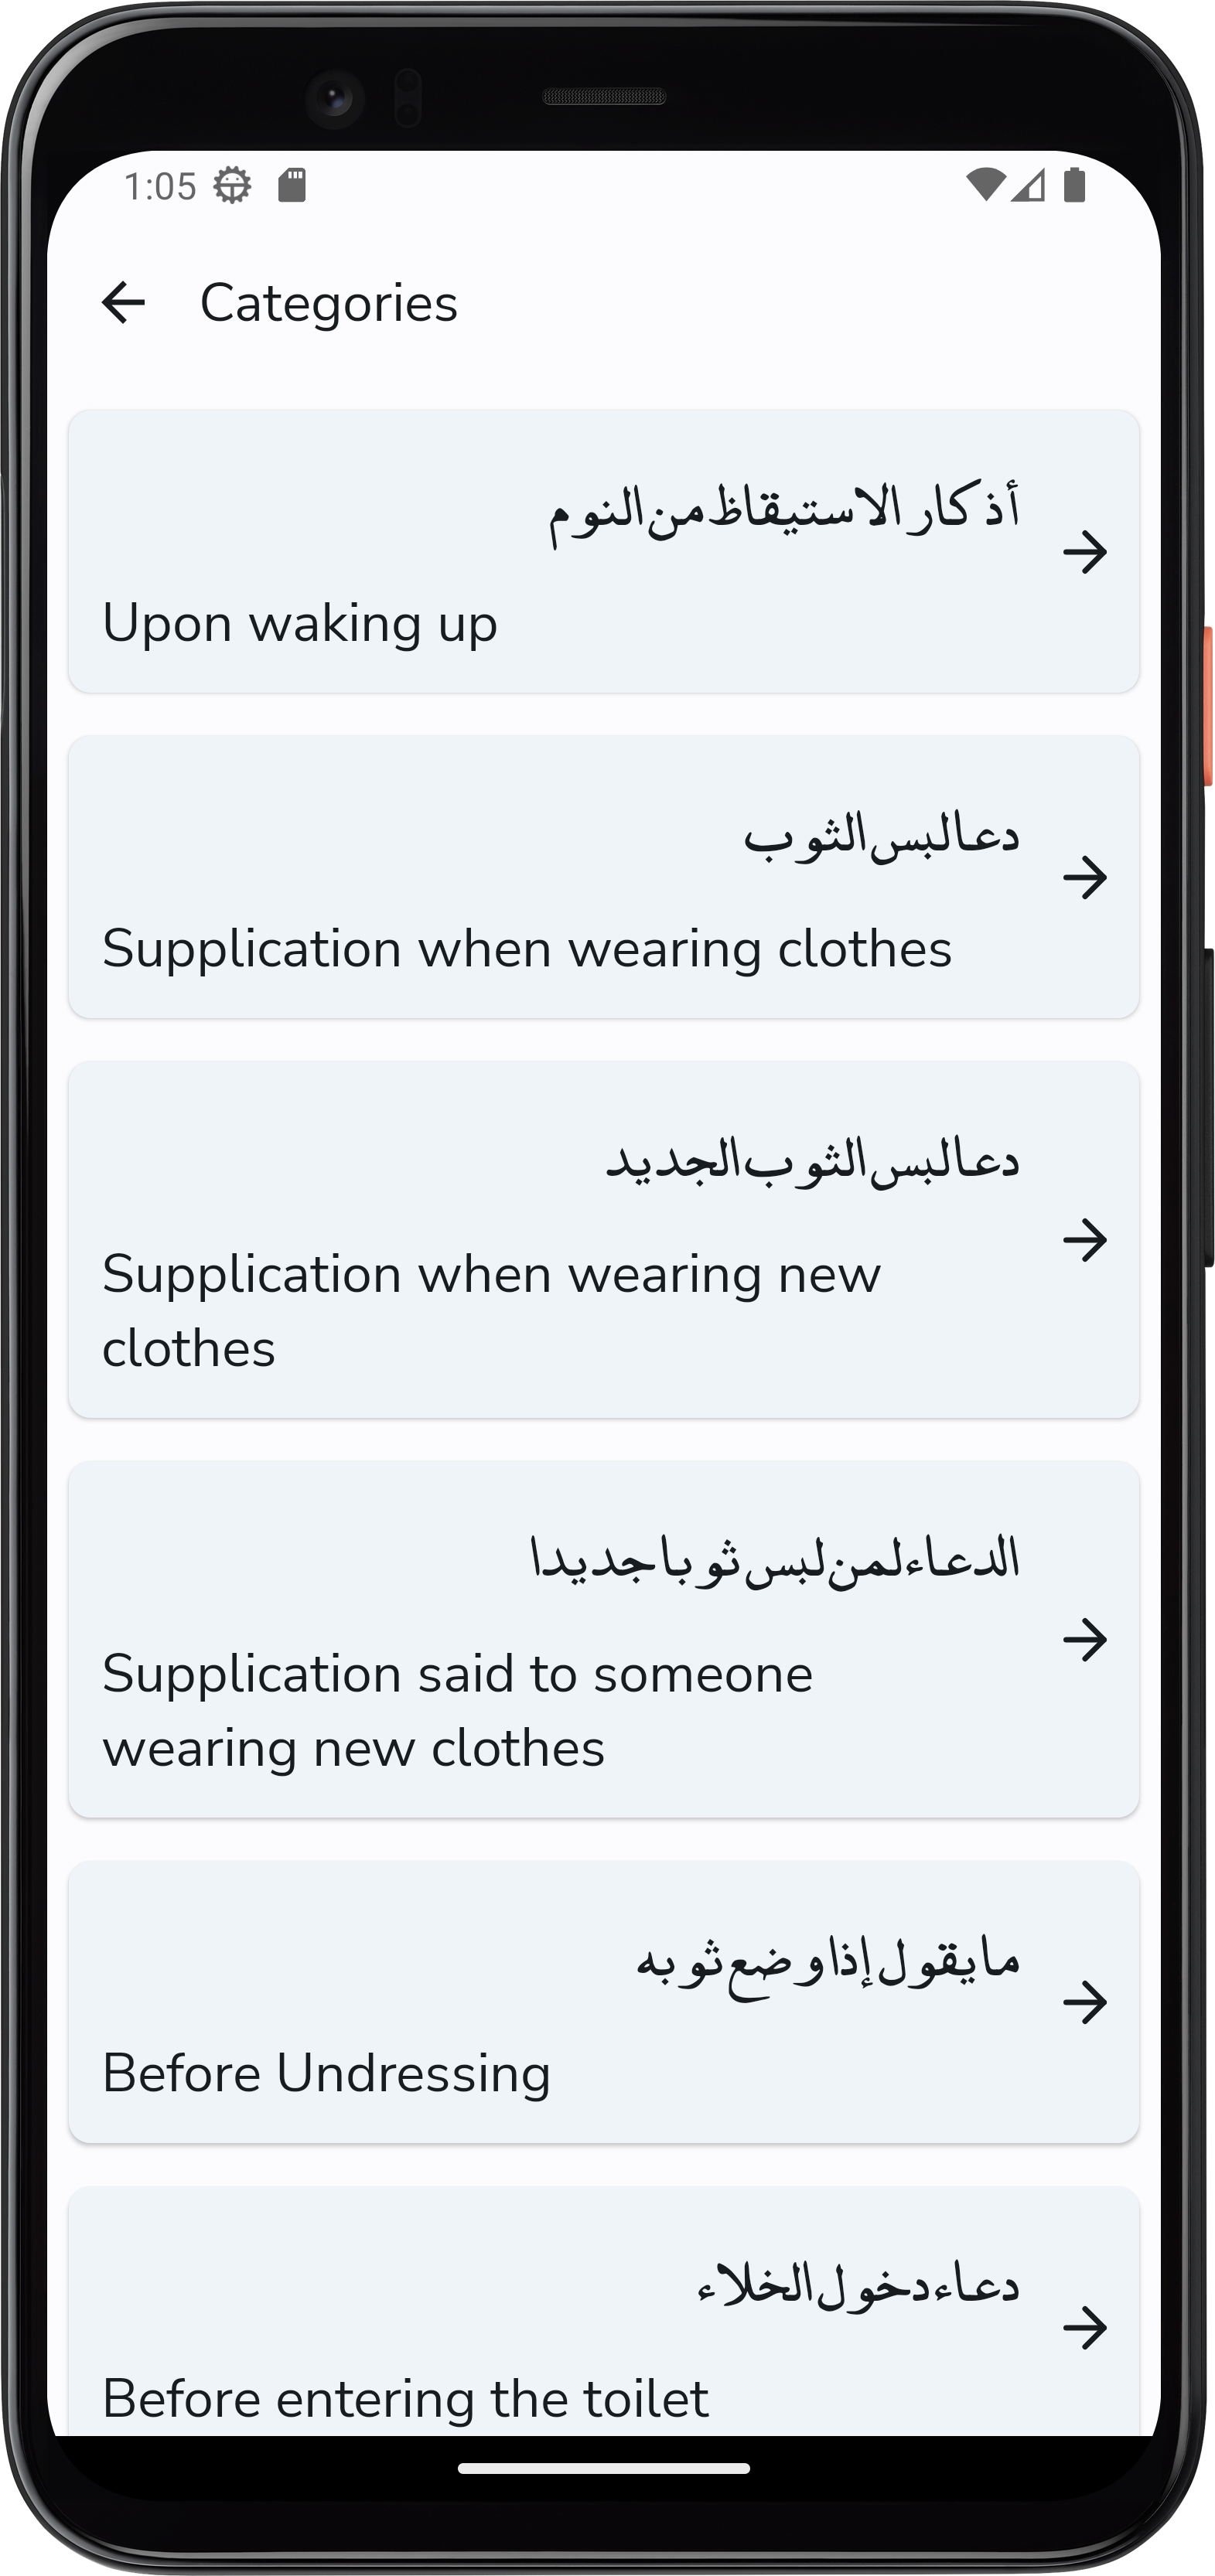 1:05
Categories
أذكار الاستيقاظ من النوم
Upon waking up
دعا لبس الثوب
Supplication when wearing clothes
دعا لبس الثوب الجديد
Supplication when wearing new
clothes
الدعاء لمن لبس ثوبا جديدا
Supplication said to someone
wearing new clothes
ما يقول إذا وضع ثوبه
Before Undressing
دعاء دخول الخلاء
Before entering the toilet